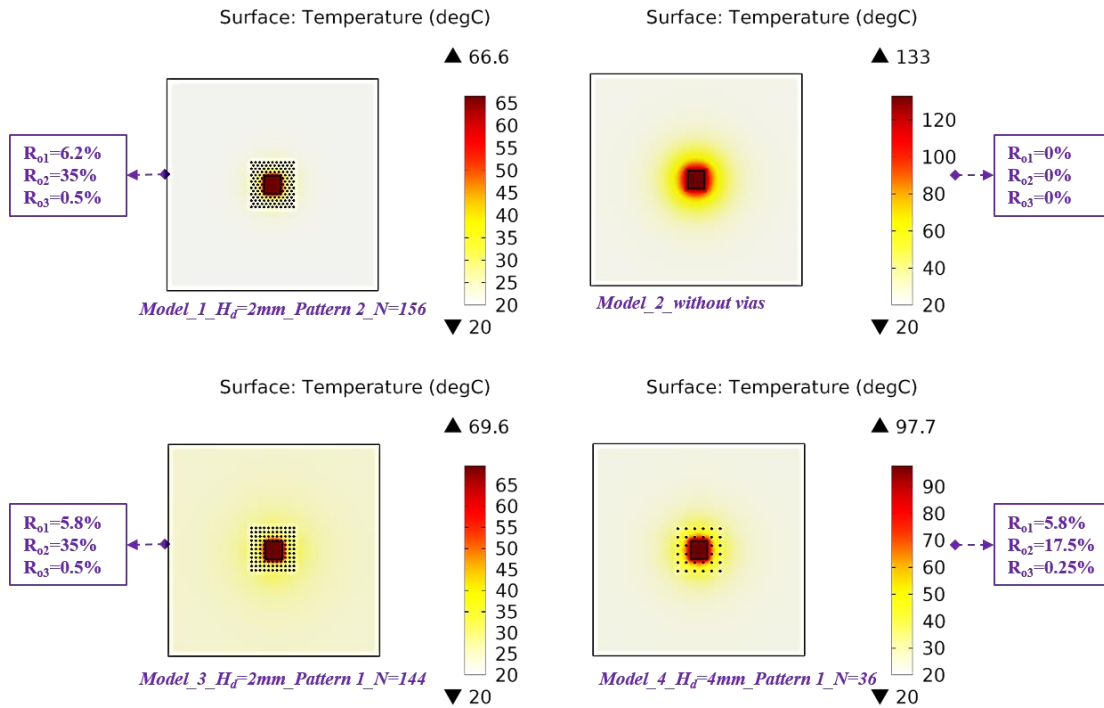 Surface: Temperature (degC)
▲ 66.6
65
60
55
50
45
40
35
30
25
20
▼ 20
Rₒ₁=6.2%
Rₒ₂=35%
Rₒ₃=0.5%
Model_1_H_d=2mm_Pattern 2_N=156
Surface: Temperature (degC)
▲ 133
120
100
80
60
40
20
▼ 20
Rₒ₁=0%
Rₒ₂=0%
Rₒ₃=0%
Model_2_without vias
Surface: Temperature (degC)
▲ 69.6
65
60
55
50
45
40
35
30
25
20
▼ 20
Rₒ₁=5.8%
Rₒ₂=35%
Rₒ₃=0.5%
Model_3_H_d=2mm_Pattern 1_N=144
Surface: Temperature (degC)
▲ 97.7
90
80
70
60
50
40
30
20
▼ 20
Rₒ₁=5.8%
Rₒ₂=17.5%
Rₒ₃=0.25%
Model_4_H_d=4mm_Pattern 1_N=36